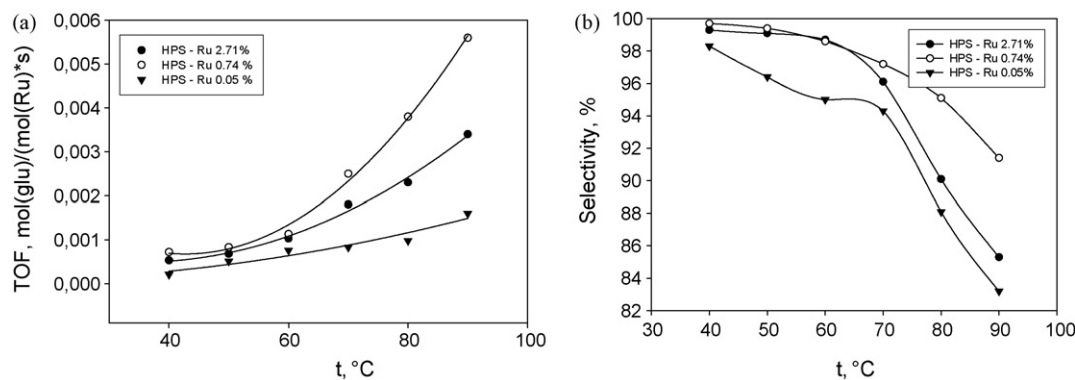 (a)
0,006
0,005
0,004
0,003
0,002
0,001
0,000
TOF, mol(glu)/(mol(Ru)*s)
HPS - Ru 2.71%
HPS - Ru 0.74%
HPS - Ru 0.05 %
40
60
80
100
t, °C
(b)
100
98
96
94
92
90
88
86
84
82
Selectivity, %
HPS - Ru 2.71%
HPS - Ru 0.74%
HPS - Ru 0.05%
30
40
50
60
70
80
90
100
t, °C